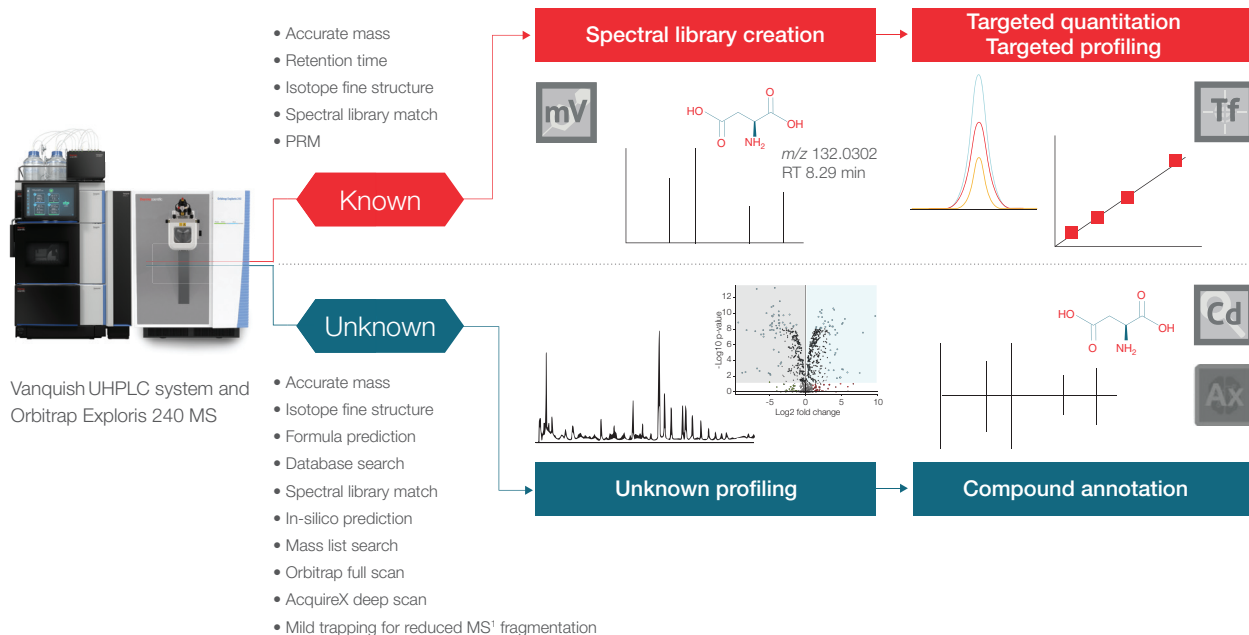 • Accurate mass
• Retention time
• Isotope fine structure
• Spectral library match
• PRM
Known
Spectral library creation
Targeted quantitation
Targeted profiling
mV
HO
O
O
OH
NH₂
m/z 132.0302
RT 8.29 min
Tf
Vanquish UHPLC system and
Orbitrap Exploris 240 MS
Unknown
• Accurate mass
• Isotope fine structure
• Formula prediction
• Database search
• Spectral library match
• In-silico prediction
• Mass list search
• Orbitrap full scan
• AcquireX deep scan
• Mild trapping for reduced MS¹ fragmentation
-Log10 p-value
12
10
8
6
4
2
0
-5
0
5
10
Log2 fold change
Unknown profiling
HO
O
O
OH
NH₂
Cd
Ax
Compound annotation